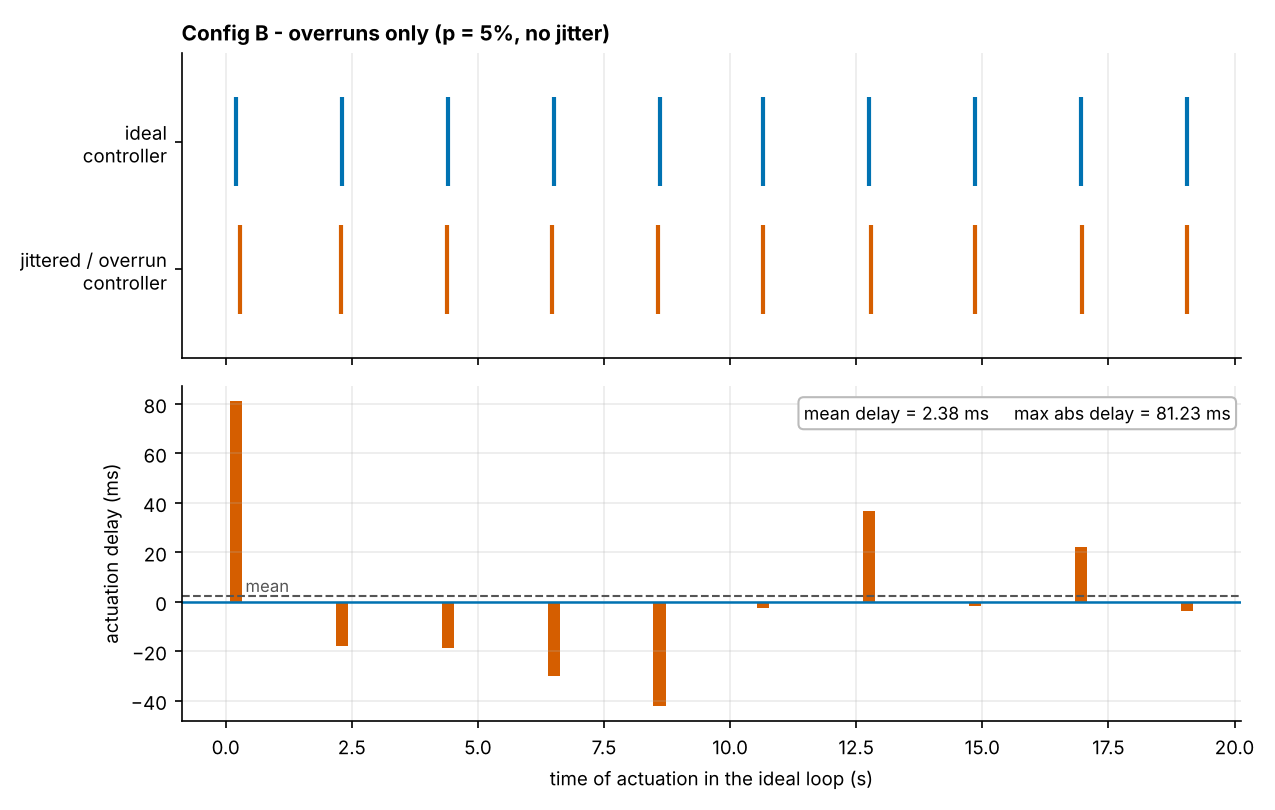 Config B - overruns only (p = 5%, no jitter)
ideal
controller
jittered / overrun
controller
mean delay = 2.38 ms max abs delay = 81.23 ms
80
60
40
20
0
−20
−40
actuation delay (ms)
mean
0.0 2.5 5.0 7.5 10.0 12.5 15.0 17.5 20.0
time of actuation in the ideal loop (s)